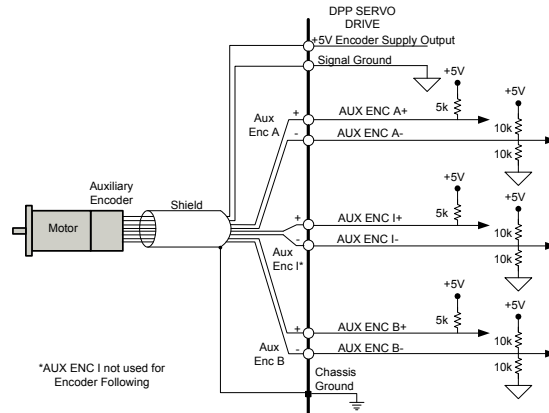 DPP SERVO
DRIVE
+5V Encoder Supply Output
Signal Ground
+5V
+5V
Aux
Enc A
+
AUX ENC A+
5k
10k
-
AUX ENC A-
10k
Auxiliary
Encoder
Shield
+5V
+5V
Motor
+
AUX ENC I+
5k
10k
-
AUX ENC I-
10k
Aux
Enc I*
+5V
+5V
+
AUX ENC B+
5k
10k
Aux
Enc B
-
AUX ENC B-
10k
*AUX ENC I not used for
Encoder Following
Chassis
Ground